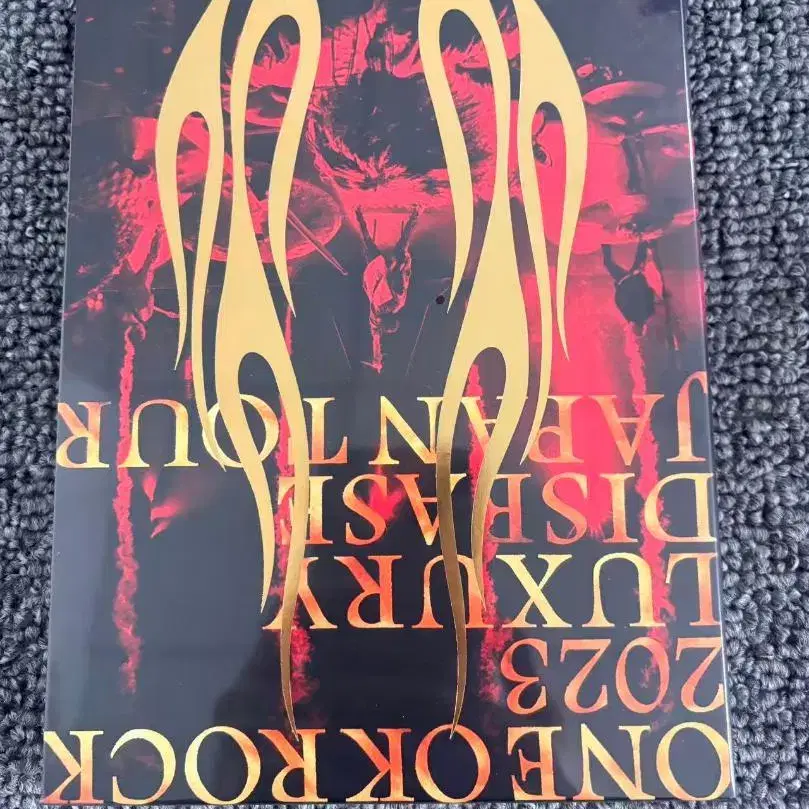 ONE OK ROCK
2023
LUXURY
DISEASE
JAPAN TOUR